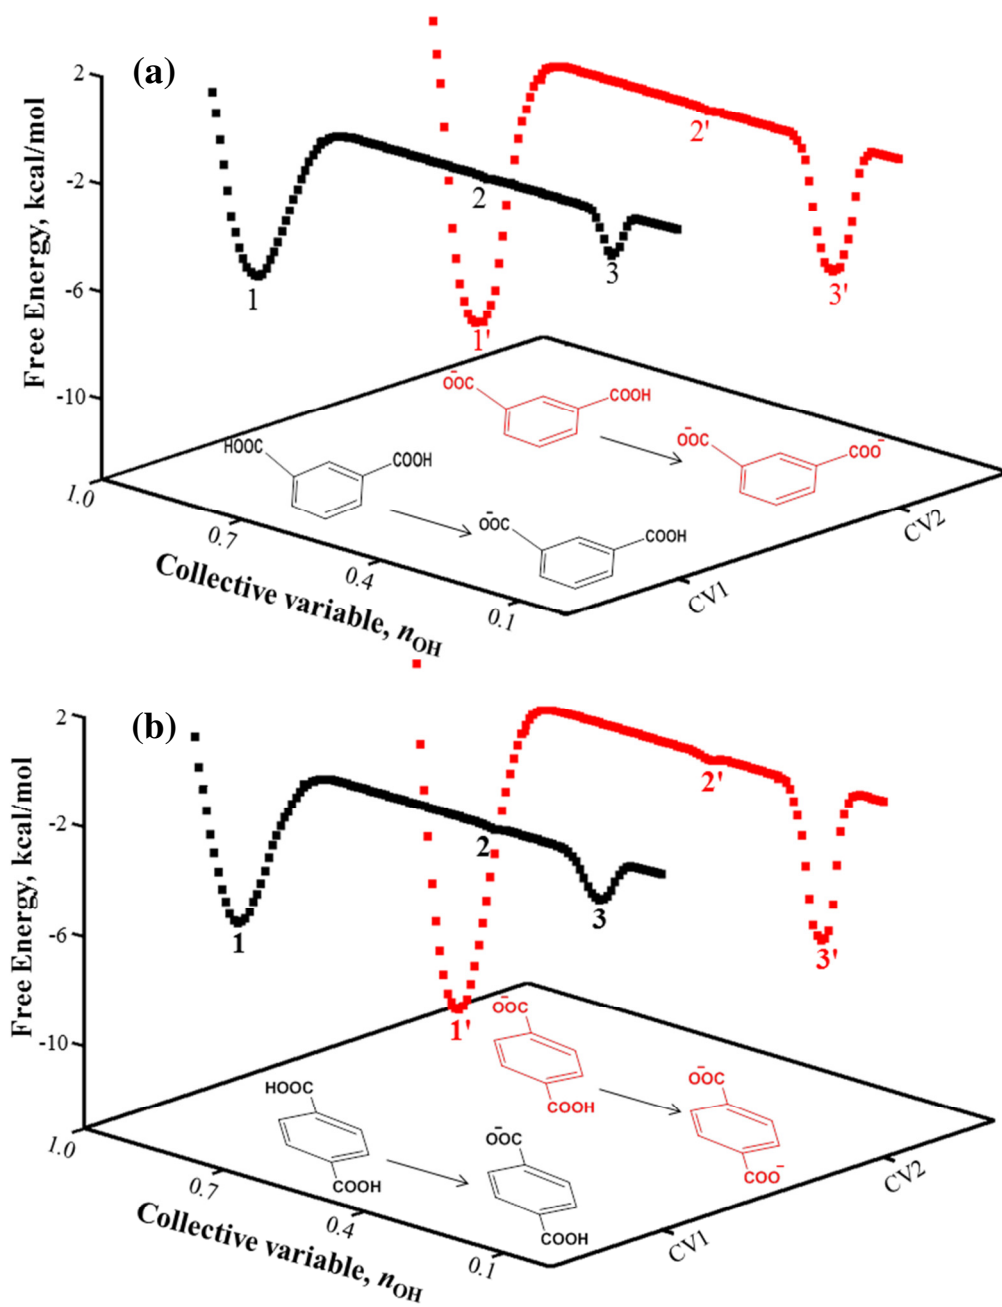 (a)
2
-2
-6
-10
Free Energy, kcal/mol
1
2
3
1'
2'
3'
1.0
0.7
0.4
0.1
Collective variable, nOH
CV1
CV2
HOOC
COOH
-OOC
COOH
-OOC
COOH
-OOC
COO-
(b)
2
-2
-6
-10
Free Energy, kcal/mol
1
2
3
1'
2'
3'
1.0
0.7
0.4
0.1
Collective variable, nOH
CV1
CV2
HOOC
COOH
-OOC
COOH
-OOC
COOH
-OOC
COO-